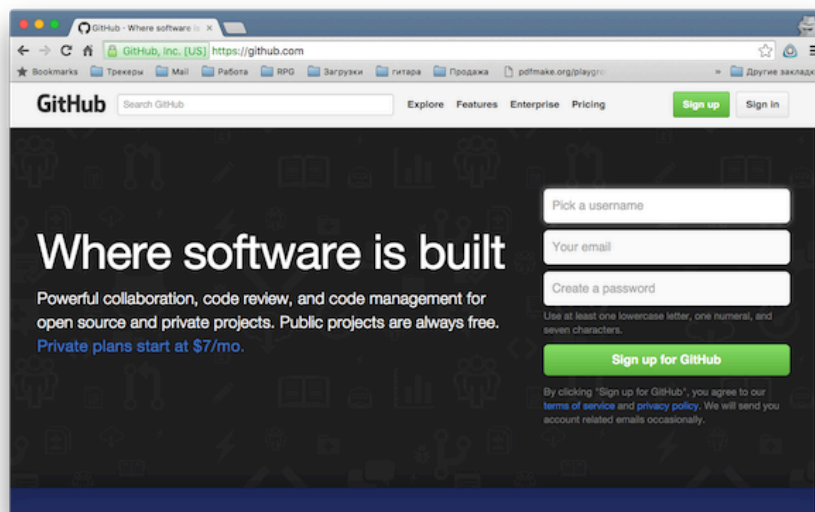 GitHub - Where software is
GitHub, Inc. [US] https://github.com
Bookmarks Трекеры Mail Работа RPG Загрузки гитара Продажа pdfmake.org/playgro » Другие закладки
GitHub Search GitHub Explore Features Enterprise Pricing Sign up Sign in
Pick a username
Where software is built
Your email
Create a password
Powerful collaboration, code review, and code management for
open source and private projects. Public projects are always free.
Private plans start at $7/mo.
Use at least one lowercase letter, one numeral, and
seven characters.
Sign up for GitHub
By clicking "Sign up for GitHub", you agree to our
terms of service and privacy policy. We will send you
account related emails occasionally.